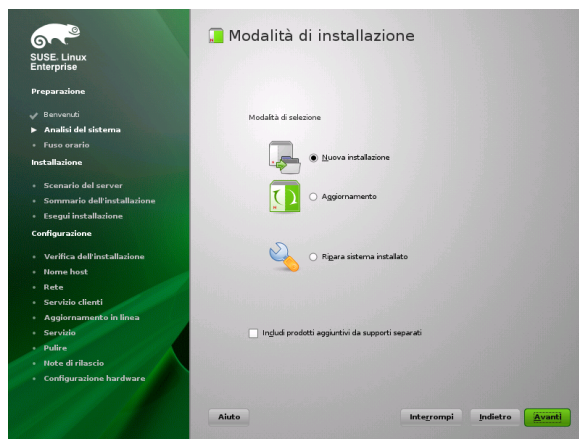 SUSE Linux
Enterprise
Preparazione
Benvenuti
Analisi del sistema
Fuso orario
Installazione
Scenario del server
Sommario dell'installazione
Esegui installazione
Configurazione
Verifica dell'installazione
Nome host
Rete
Servizio clienti
Aggiornamento in linea
Servizio
Pulire
Note di rilascio
Configurazione hardware
Modalità di installazione
Modalità di selezione
Nuova installazione
Aggiornamento
Ripara sistema installato
Includi prodotti aggiuntivi da supporti separati
Aiuto
Interrompi
Indietro
Avanti